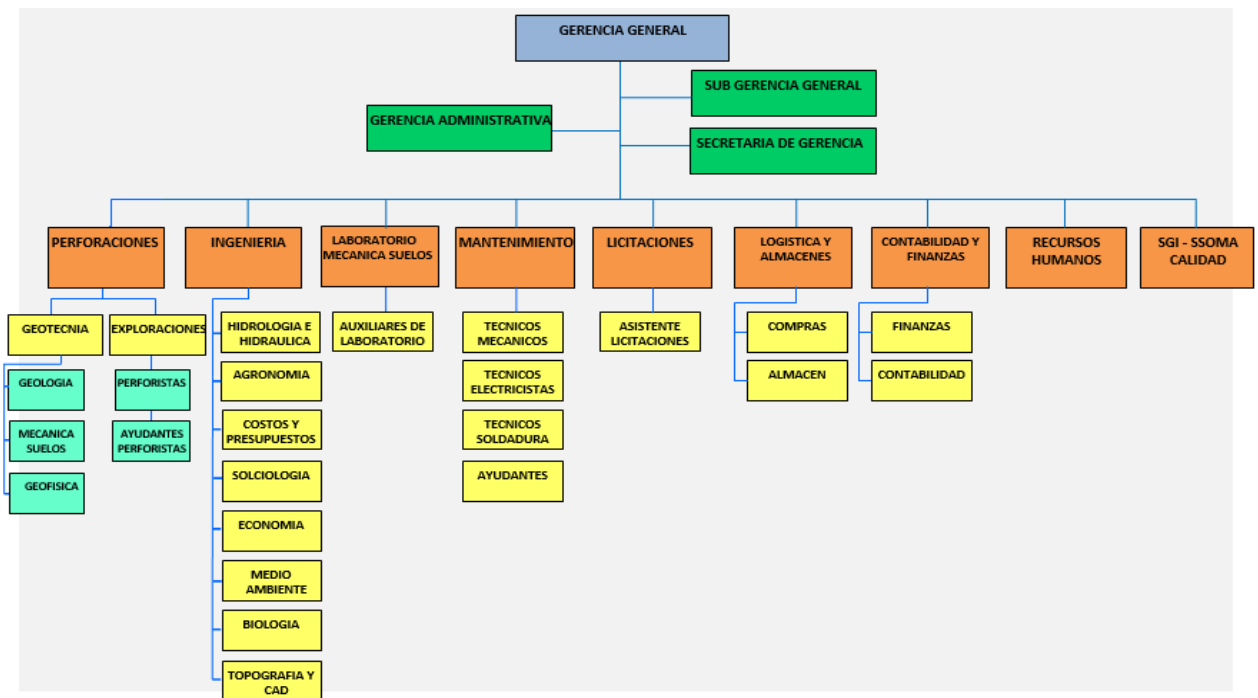 GERENCIA GENERAL
SUB GERENCIA GENERAL
GERENCIA ADMINISTRATIVA
SECRETARIA DE GERENCIA
PERFORACIONES
INGENIERIA
LABORATORIO
MECANICA SUELOS
MANTENIMIENTO
LICITACIONES
LOGISTICA Y
ALMACENES
CONTABILIDAD Y
FINANZAS
RECURSOS
HUMANOS
SGI - SSOMA
CALIDAD
GEOTECNIA
EXPLORACIONES
GEOLOGIA
MECANICA
SUELOS
GEOFISICA
PERFORISTAS
AYUDANTES
PERFORISTAS
HIDROLOGIA E
HIDRAULICA
AGRONOMIA
COSTOS Y
PRESUPUESTOS
SOLCIOLOGIA
ECONOMIA
MEDIO
AMBIENTE
BIOLOGIA
TOPOGRAFIA Y
CAD
AUXILIARES DE
LABORATORIO
TECNICOS
MECANICOS
TECNICOS
ELECTRICISTAS
TECNICOS
SOLDADURA
AYUDANTES
ASISTENTE
LICITACIONES
COMPRAS
ALMACEN
FINANZAS
CONTABILIDAD